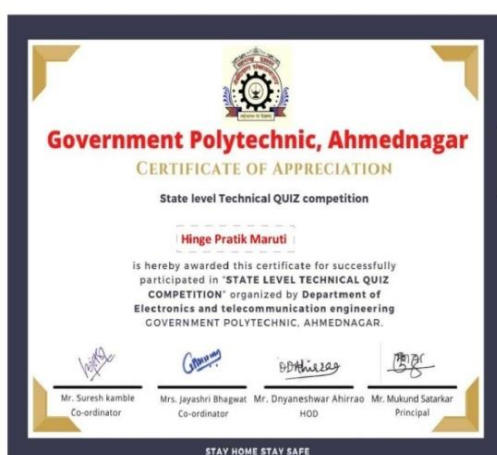 Government Polytechnic, Ahmednagar
CERTIFICATE OF APPRECIATION
State level Technical QUIZ competition
Hinge Pratik Maruti
is hereby awarded this certificate for successfully
participated in "STATE LEVEL TECHNICAL QUIZ
COMPETITION" organized by Department of
Electronics and telecommunication engineering
GOVERNMENT POLYTECHNIC, AHMEDNAGAR.
Mr. Suresh kamble Mrs. Jayashri Bhagwat Mr. Dnyaneshwar Ahirrao Mr. Mukund Satarkar
Co-ordinator Co-ordinator HOD Principal
STAY HOME STAY SAFE